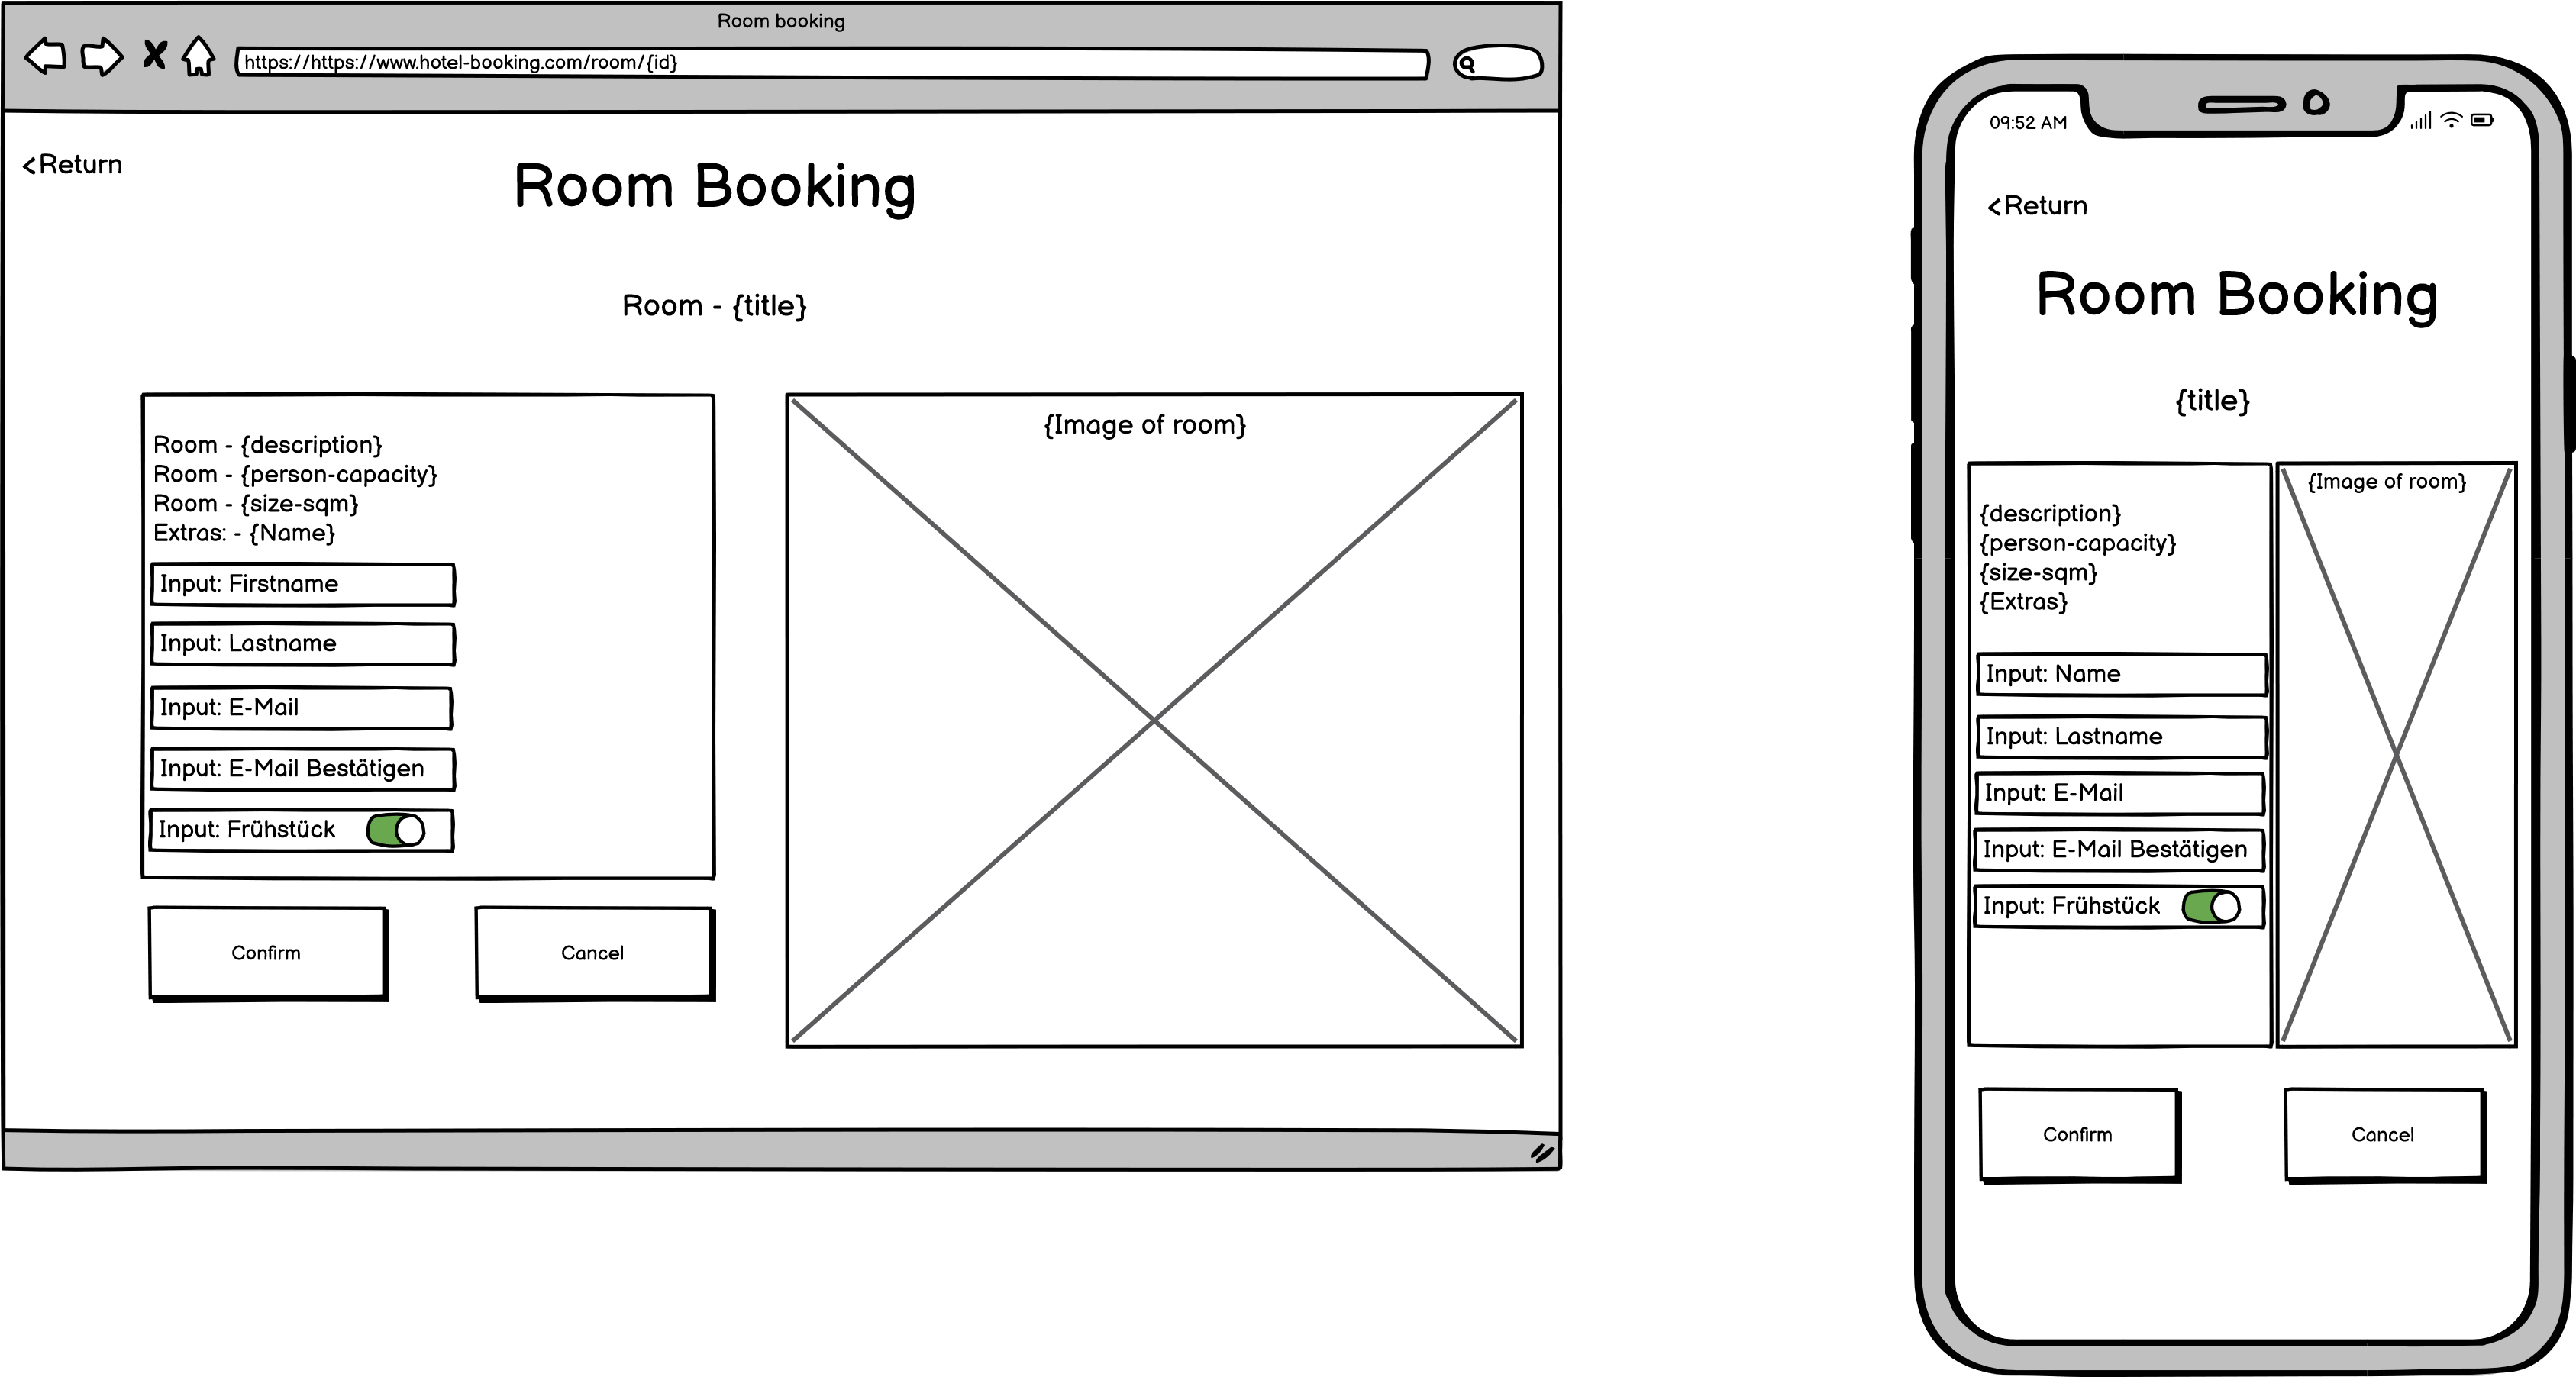 Room booking
https://https://www.hotel-booking.com/room/{id}
<Return
Room Booking
Room - {title}
Room - {description}
Room - {person-capacity}
Room - {size-sqm}
Extras: - {Name}
Input: Firstname
Input: Lastname
Input: E-Mail
Input: E-Mail Bestätigen
Input: Frühstück
Confirm
Cancel
{Image of room}
09:52 AM
<Return
Room Booking
{title}
{description}
{person-capacity}
{size-sqm}
{Extras}
Input: Name
Input: Lastname
Input: E-Mail
Input: E-Mail Bestätigen
Input: Frühstück
{Image of room}
Confirm
Cancel